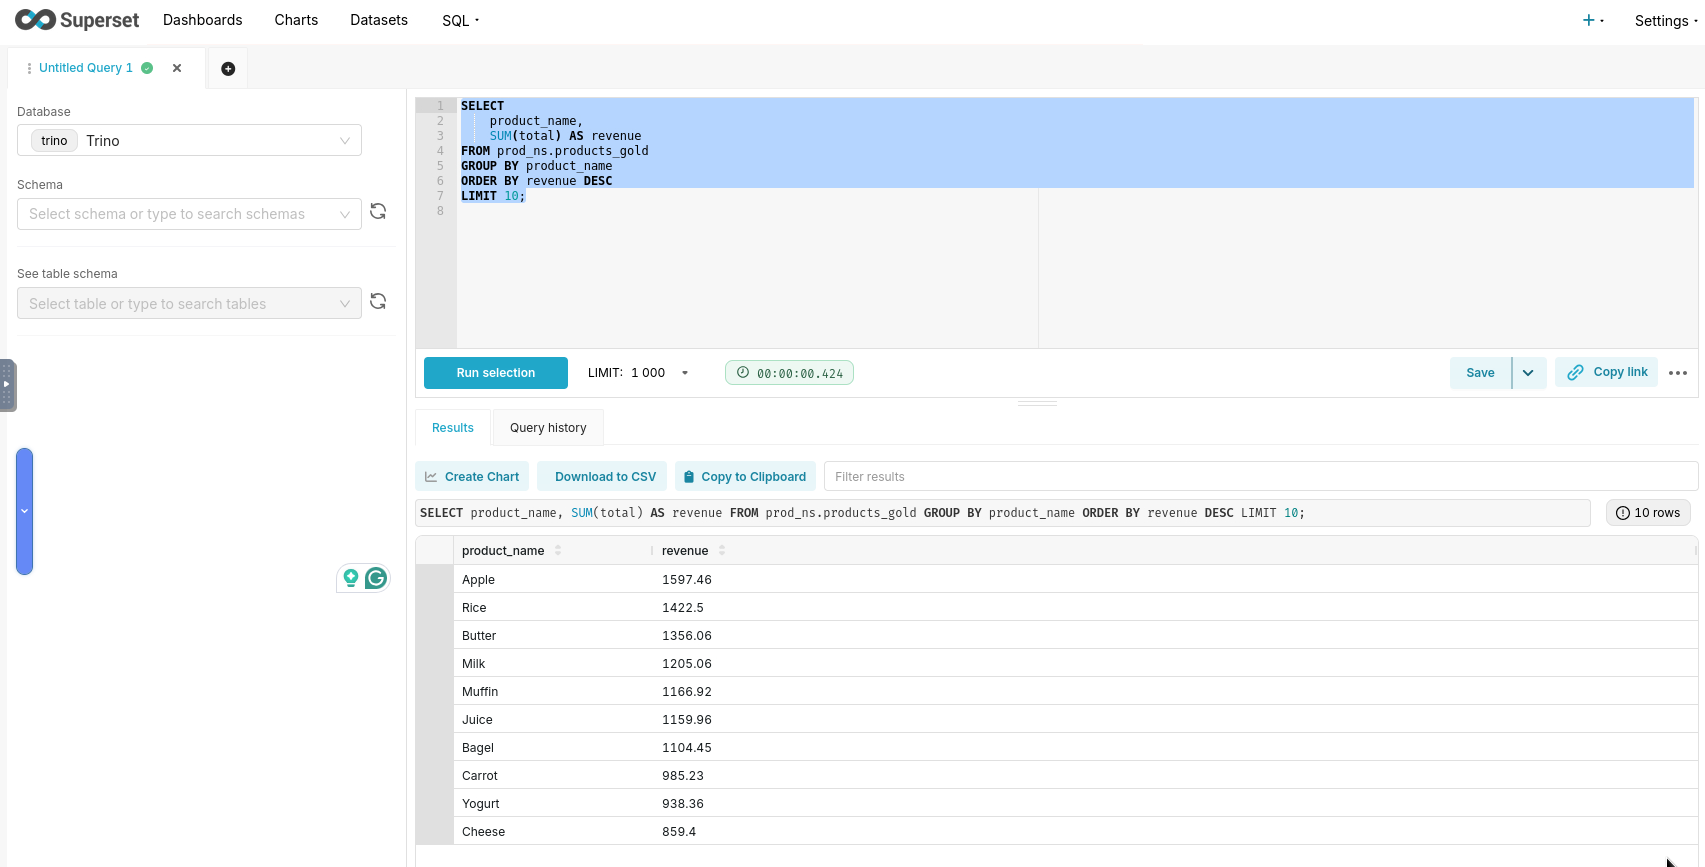 Superset
Dashboards
Charts
Datasets
SQL
Settings
Untitled Query 1
Database
trino Trino
Schema
Select schema or type to search schemas
See table schema
Select table or type to search tables
1 SELECT
2 product_name,
3 SUM(total) AS revenue
4 FROM prod_ns.products_gold
5 GROUP BY product_name
6 ORDER BY revenue DESC
7 LIMIT 10;
8
Run selection
LIMIT: 1 000
00:00:00.424
Save
Copy link
Results
Query history
Create Chart
Download to CSV
Copy to Clipboard
Filter results
SELECT product_name, SUM(total) AS revenue FROM prod_ns.products_gold GROUP BY product_name ORDER BY revenue DESC LIMIT 10;
10 rows
product_name revenue
Apple 1597.46
Rice 1422.5
Butter 1356.06
Milk 1205.06
Muffin 1166.92
Juice 1159.96
Bagel 1104.45
Carrot 985.23
Yogurt 938.36
Cheese 859.4